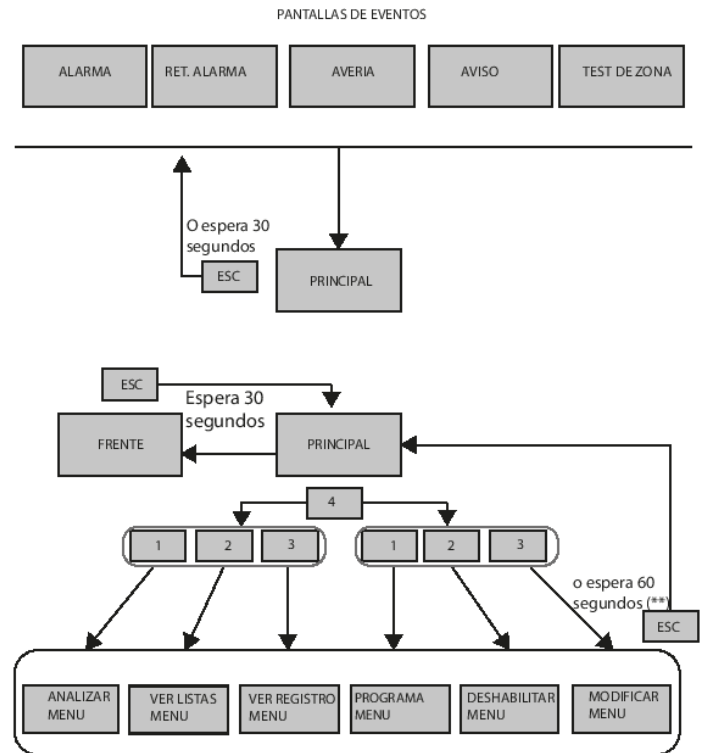 PANTALLAS DE EVENTOS
ALARMA
RET. ALARMA
AVERIA
AVISO
TEST DE ZONA
O espera 30
segundos
ESC
PRINCIPAL
ESC
Espera 30
segundos
FRENTE
PRINCIPAL
4
1
2
3
1
2
3
o espera 60
segundos (**)
ESC
ANALIZAR
MENU
VER LISTAS
MENU
VER REGISTRO
MENU
PROGRAMA
MENU
DESHABILITAR
MENU
MODIFICAR
MENU